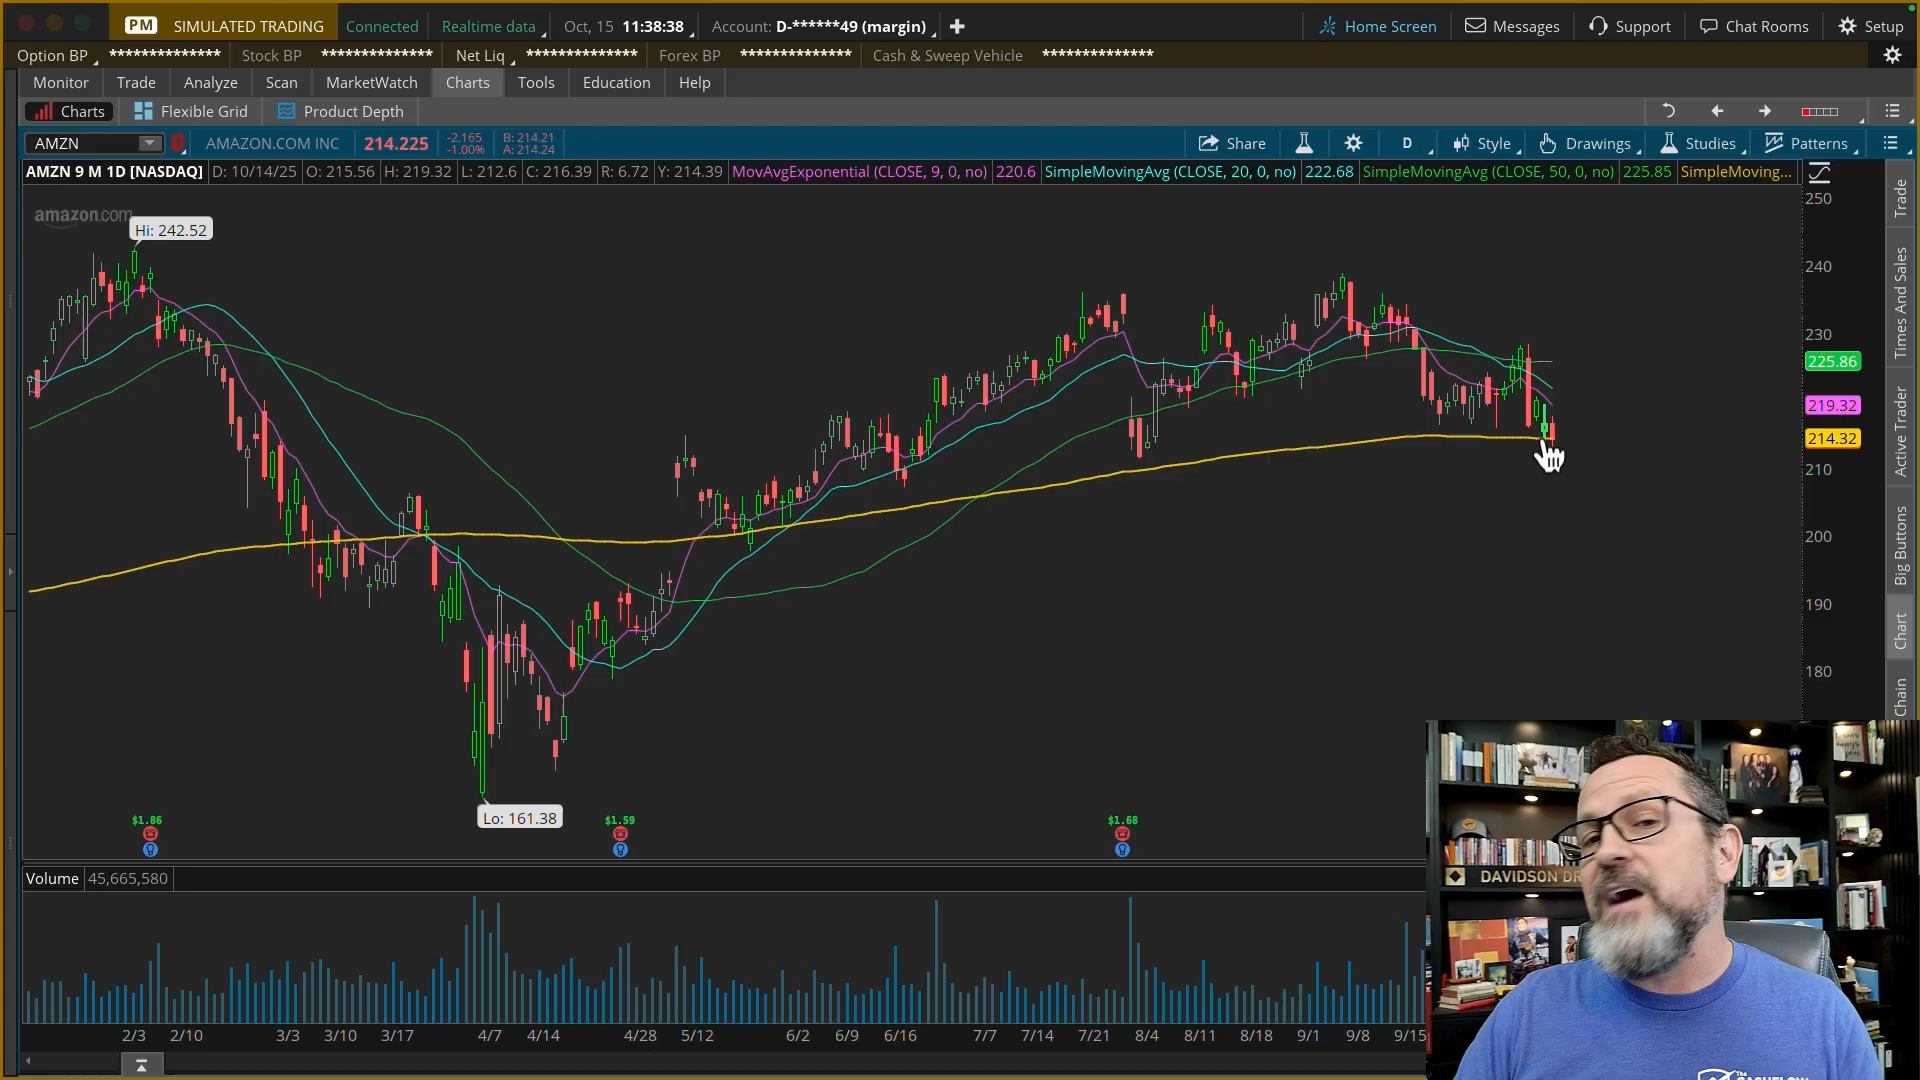 PM SIMULATED TRADING Connected Realtime data Oct, 15 11:38:38 Account: D-******49 (margin) + Home Screen Messages Support Chat Rooms Setup
Option BP ************** Stock BP ************** Net Liq ************** Forex BP ************** Cash & Sweep Vehicle **************
Monitor Trade Analyze Scan MarketWatch Charts Tools Education Help
Charts Flexible Grid Product Depth
AMZN AMAZON.COM INC 214.225 -2.165 B: 214.21 Share D Style Drawings Studies Patterns
-1.00% A: 214.24
AMZN 9 M 1D [NASDAQ] D: 10/14/25 O: 215.56 H: 219.32 L: 212.6 C: 216.39 R: 6.72 Y: 214.39 MovAvgExponential (CLOSE, 9, 0, no) 220.6 SimpleMovingAvg (CLOSE, 20, 0, no) 222.68 SimpleMovingAvg (CLOSE, 50, 0, no) 225.85 SimpleMoving...
amazon.com
Hi: 242.52
250
240
230
225.86
219.32
214.32
210
200
190
180
Trade
Times And Sales
Active Trader
Big Buttons
Chart
Chain
Lo: 161.38
$1.86 $1.59 $1.68
Volume 45,665,580
2/3 2/10 3/3 3/10 3/17 4/7 4/14 4/28 5/12 6/2 6/9 6/16 7/7 7/14 7/21 8/4 8/11 8/18 9/1 9/8 9/15
DAVIDSON DR
The
CASHFLOW